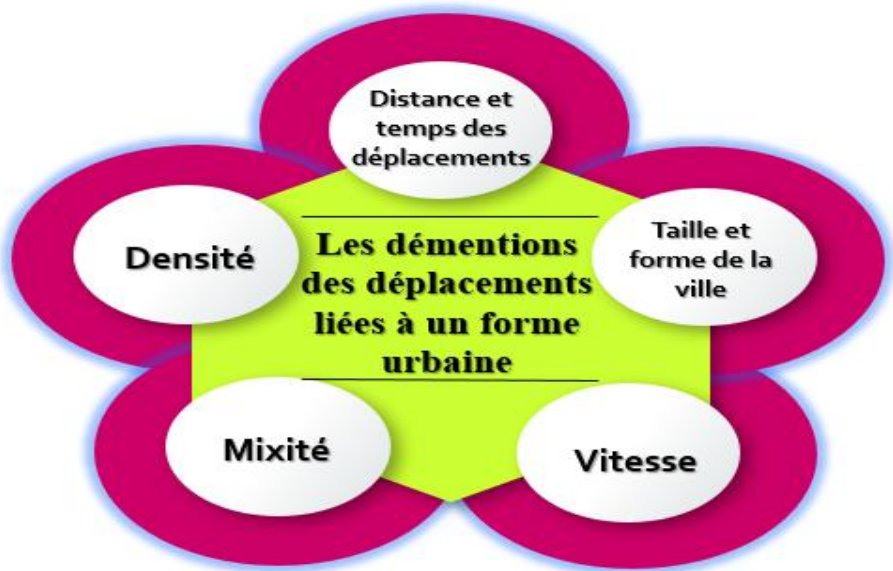 Distance et
temps des
déplacements
Densité
Taille et
forme de la
ville
Les démentions
des déplacements
liées à un forme
urbaine
Mixité
Vitesse